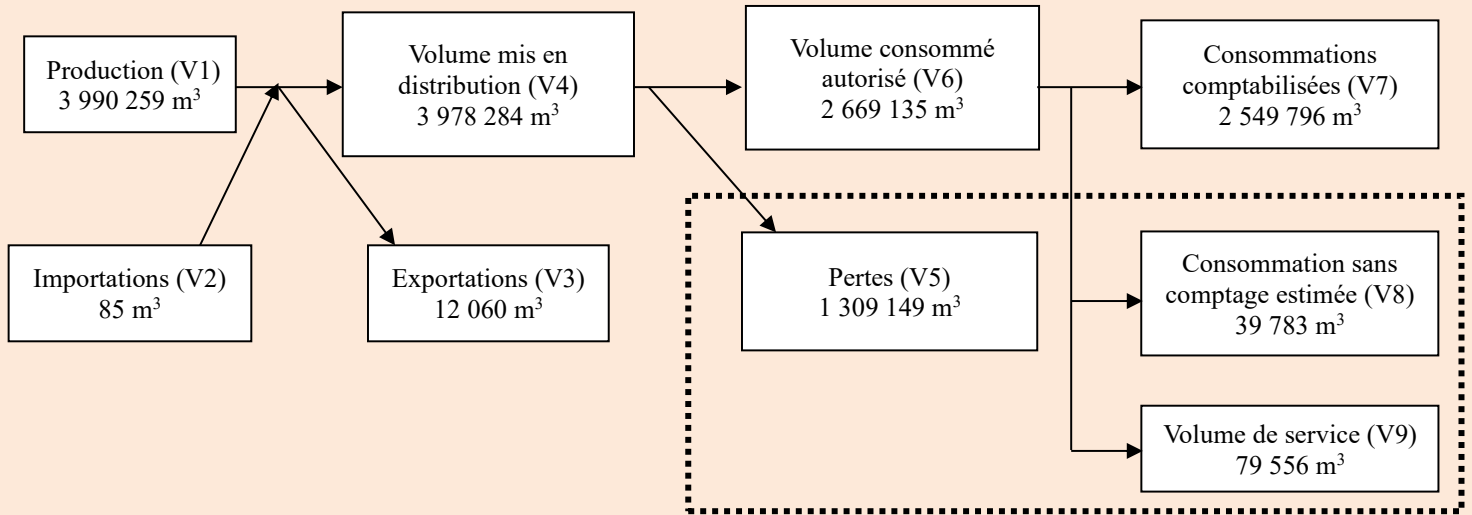 Production (V1)
3 990 259 m³
Volume mis en
distribution (V4)
3 978 284 m³
Volume consommé
autorisé (V6)
2 669 135 m³
Consommations
comptabilisées (V7)
2 549 796 m³
Importations (V2)
85 m³
Exportations (V3)
12 060 m³
Pertes (V5)
1 309 149 m³
Consommation sans
comptage estimée (V8)
39 783 m³
Volume de service (V9)
79 556 m³